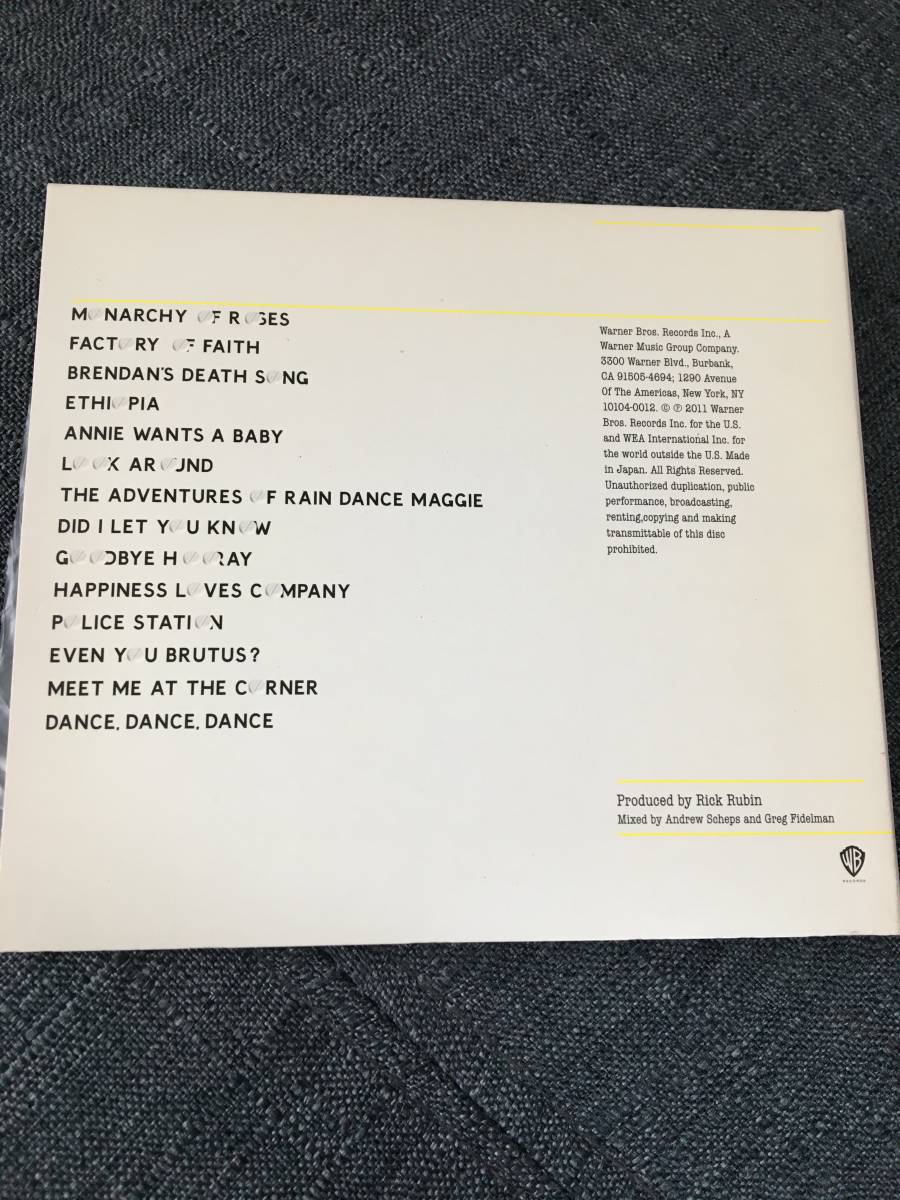 MONARCHY OF ROSES
FACTORY OF FAITH
BRENDAN'S DEATH SONG
ETHIOPIA
ANNIE WANTS A BABY
LOOK AROUND
THE ADVENTURES OF RAIN DANCE MAGGIE
DID I LET YOU KNOW
GOODBYE HOORAY
HAPPINESS LOVES COMPANY
POLICE STATION
EVEN YOU BRUTUS?
MEET ME AT THE CORNER
DANCE, DANCE, DANCE
Warner Bros. Records Inc., A
Warner Music Group Company.
3300 Warner Blvd., Burbank,
CA 91505-4694; 1290 Avenue
Of The Americas, New York, NY
10104-0012. © ℗ 2011 Warner
Bros. Records Inc. for the U.S.
and WEA International Inc. for
the world outside the U.S. Made
in Japan. All Rights Reserved.
Unauthorized duplication, public
performance, broadcasting,
renting,copying and making
transmittable of this disc
prohibited.
Produced by Rick Rubin
Mixed by Andrew Scheps and Greg Fidelman
WB
RECORDS